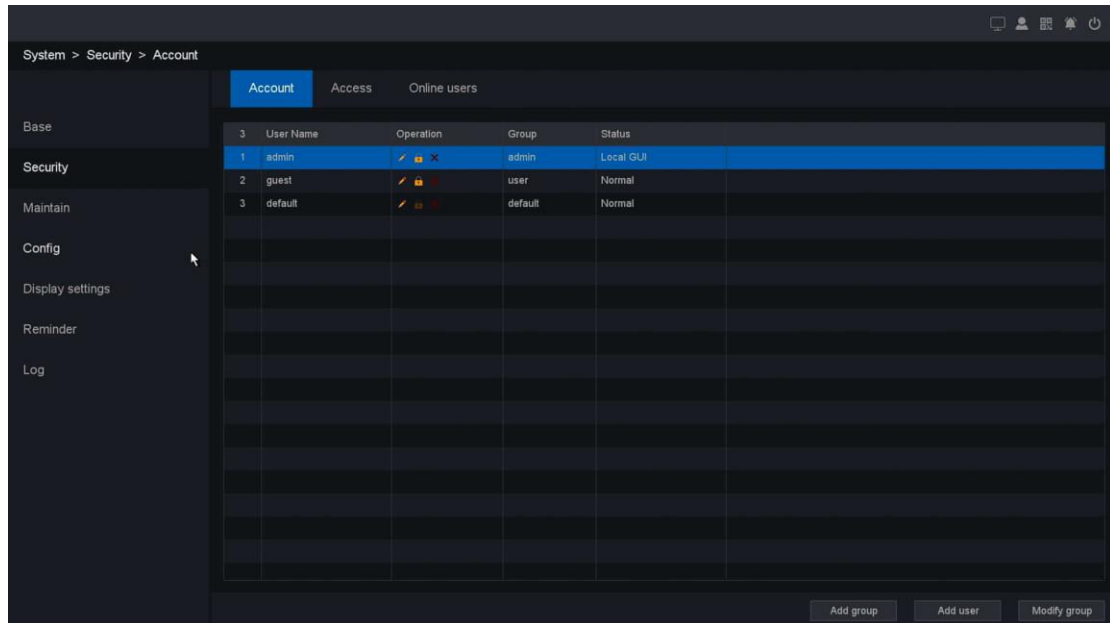 System > Security > Account
Account Access Online users
Base
Security
Maintain
Config
Display settings
Reminder
Log
3 User Name Operation Group Status
1 admin admin Local GUI
2 guest user Normal
3 default default Normal
Add group Add user Modify group